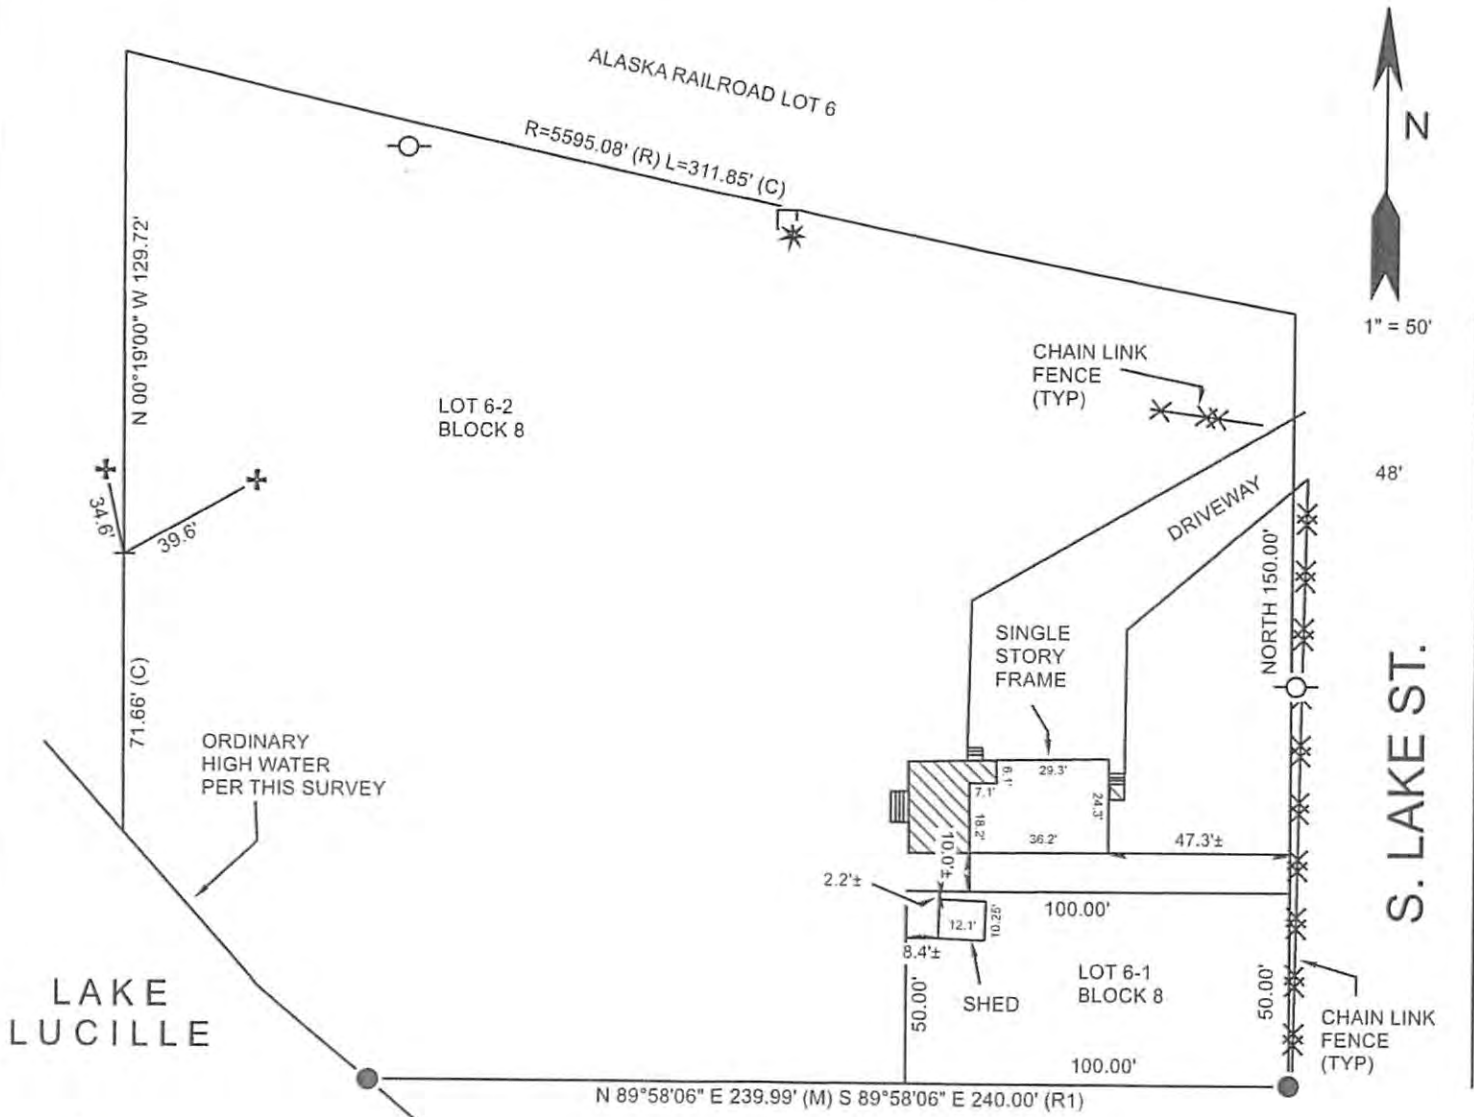 ALASKA RAILROAD LOT 6
R=5595.08' (R) L=311.85' (C)
N
1" = 50'
N 00°19'00" W 129.72'
CHAIN LINK
FENCE
(TYP)
LOT 6-2
BLOCK 8
48'
34.6'
39.6'
DRIVEWAY
NORTH 150.00'
SINGLE
STORY
FRAME
71.66' (C)
ORDINARY
HIGH WATER
PER THIS SURVEY
S. LAKE ST.
6.1'
29.3'
7.1'
24.3'
18.2'
36.2'
47.3'±
10.0'±
2.2'±
100.00'
12.1'
10.25'
8.4'±
LOT 6-1
BLOCK 8
SHED
50.00'
50.00'
LAKE
LUCILLE
CHAIN LINK
FENCE
(TYP)
100.00'
N 89°58'06" E 239.99' (M) S 89°58'06" E 240.00' (R1)